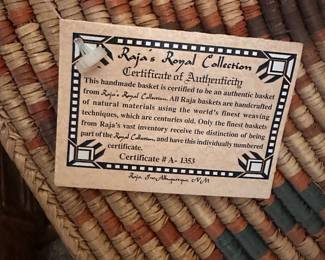 Raja's Royal Collection
Certificate of Authenticity
This handmade basket is certified to be an authentic basket
from Raja's Royal Collection. All Raja baskets are handcrafted
of natural materials using the world's finest weaving
techniques, which are centuries old. Only the finest baskets
from Raja's vast inventory receive the distinction of being
part of the Royal Collection, and have this individually numbered
certificate.
Certificate # A- 1353
Raja Inc. Albuquerque N.M.